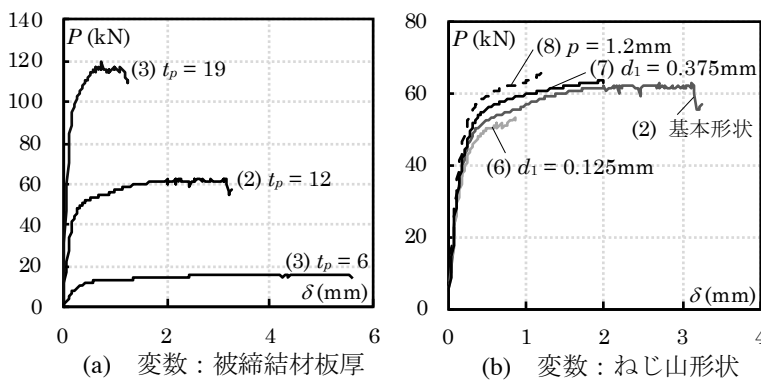 140
P (kN)
120
(3) tp = 19
100
80
(2) tp = 12
60
40
(3) tp = 6
20
δ (mm)
0
0 2 4 6
(a) 変数：被締結材板厚
80
P (kN)
(8) p = 1.2mm
(7) d1 = 0.375mm
60
(2) 基本形状
(6) d1 = 0.125mm
40
20
δ (mm)
0
0 1 2 3 4
(b) 変数：ねじ山形状